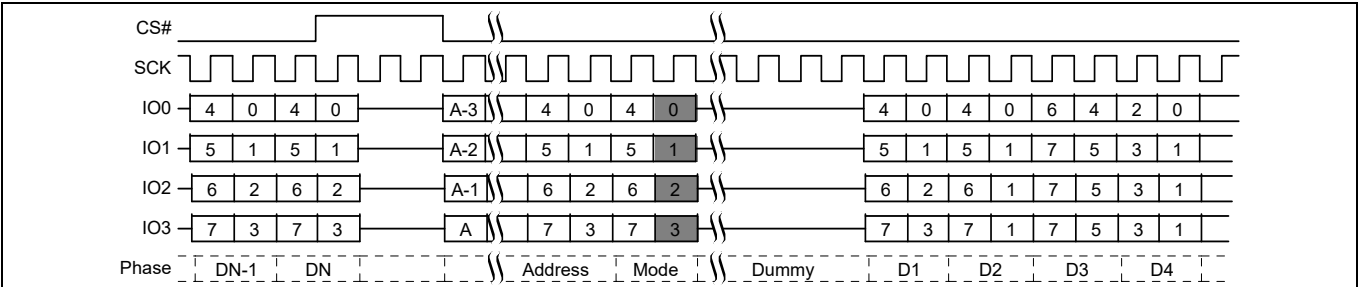 CS#
SCK
IO0 4 0 4 0 A-3 4 0 4 0 4 0 4 0 6 4 2 0
IO1 5 1 5 1 A-2 5 1 5 1 5 1 5 1 7 5 3 1
IO2 6 2 6 2 A-1 6 2 6 2 6 2 6 1 7 5 3 1
IO3 7 3 7 3 A 7 3 7 3 7 3 7 1 7 5 3 1
Phase DN-1 DN Address Mode Dummy D1 D2 D3 D4